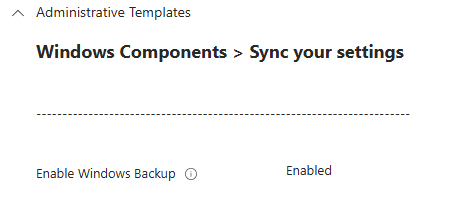 Administrative Templates
Windows Components > Sync your settings
--------------------------------------------------------------------------
Enable Windows Backup Enabled